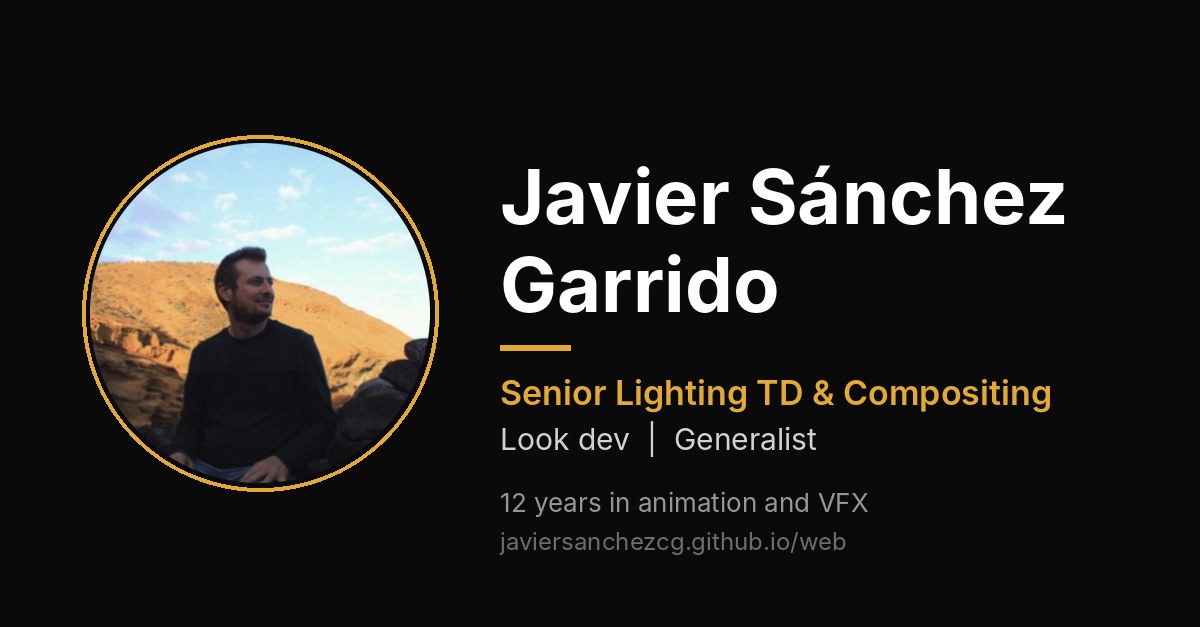 Javier Sánchez
Garrido
Senior Lighting TD & Compositing
Look dev | Generalist
12 years in animation and VFX
javiersanchezcg.github.io/web